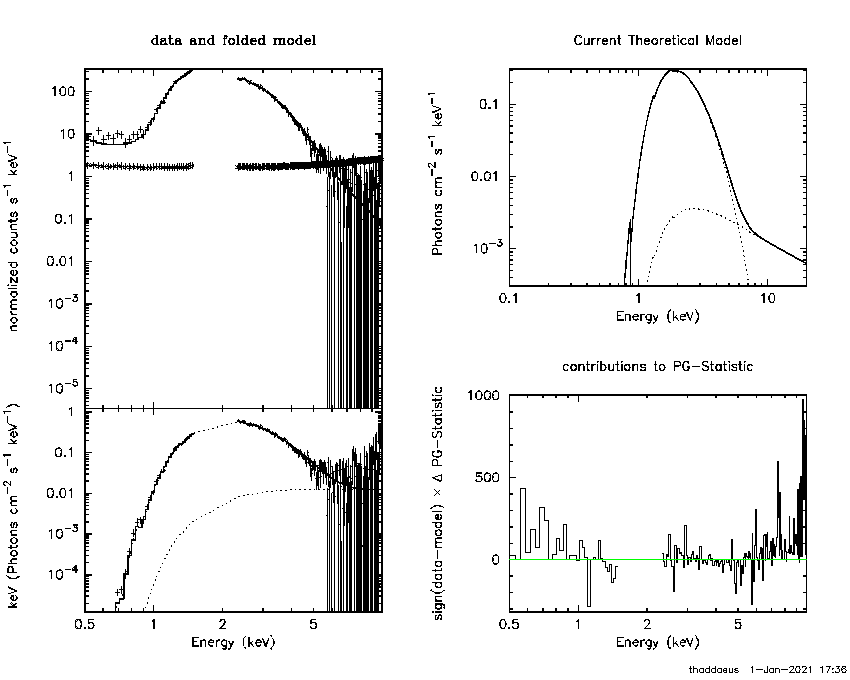 data and folded model
normalized counts s⁻¹ keV⁻¹
100
10
1
0.1
0.01
10⁻³
10⁻⁴
10⁻⁵
keV (Photons cm⁻² s⁻¹ keV⁻¹)
1
0.1
0.01
10⁻³
10⁻⁴
0.5 1 2 5
Energy (keV)
Current Theoretical Model
Photons cm⁻² s⁻¹ keV⁻¹
0.1
0.01
10⁻³
0.1 1 10
Energy (keV)
contributions to PG−Statistic
sign(data−model) × Δ PG−Statistic
1000
500
0
0.5 1 2 5
Energy (keV)
thaddaeus 1−Jan−2021 17:36